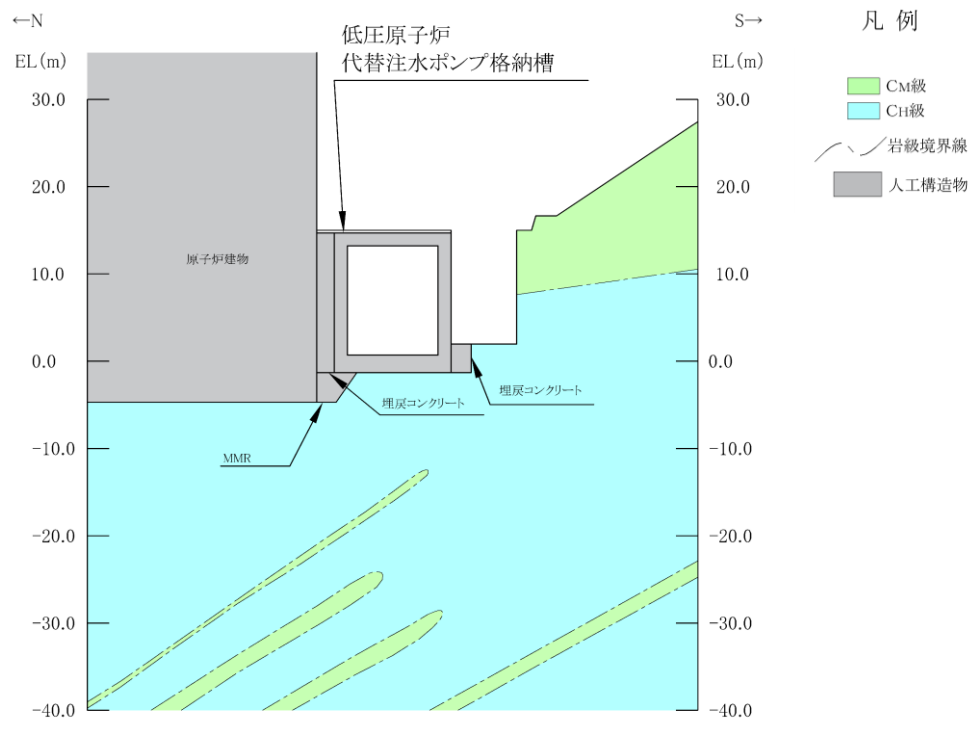 ←N
S→
凡 例
EL(m)
EL(m)
低圧原子炉
代替注水ポンプ格納槽
CM級
CH級
岩級境界線
人工構造物
30.0
30.0
20.0
20.0
原子炉建物
10.0
10.0
0.0
0.0
埋戻コンクリート
埋戻コンクリート
MMR
-10.0
-10.0
-20.0
-20.0
-30.0
-30.0
-40.0
-40.0